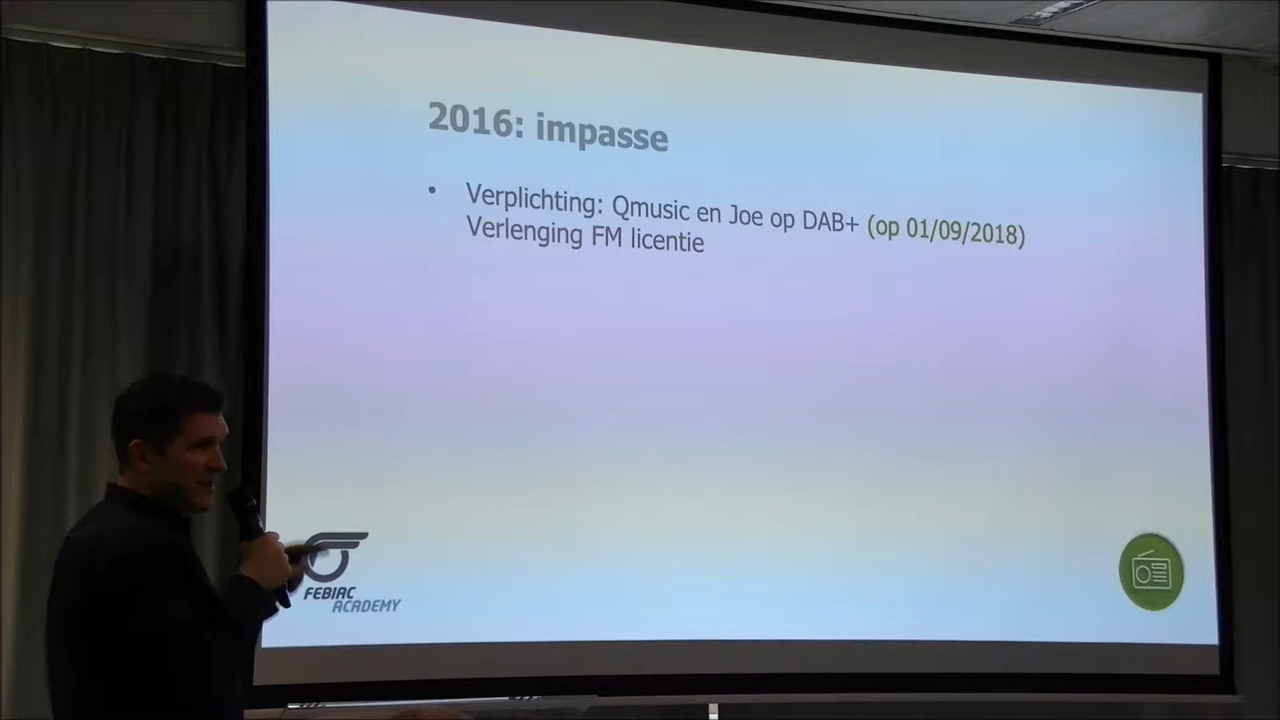 2016: impasse
• Verplichting: Qmusic en Joe op DAB+ (op 01/09/2018)
Verlenging FM licentie
FEBIAC
ACADEMY